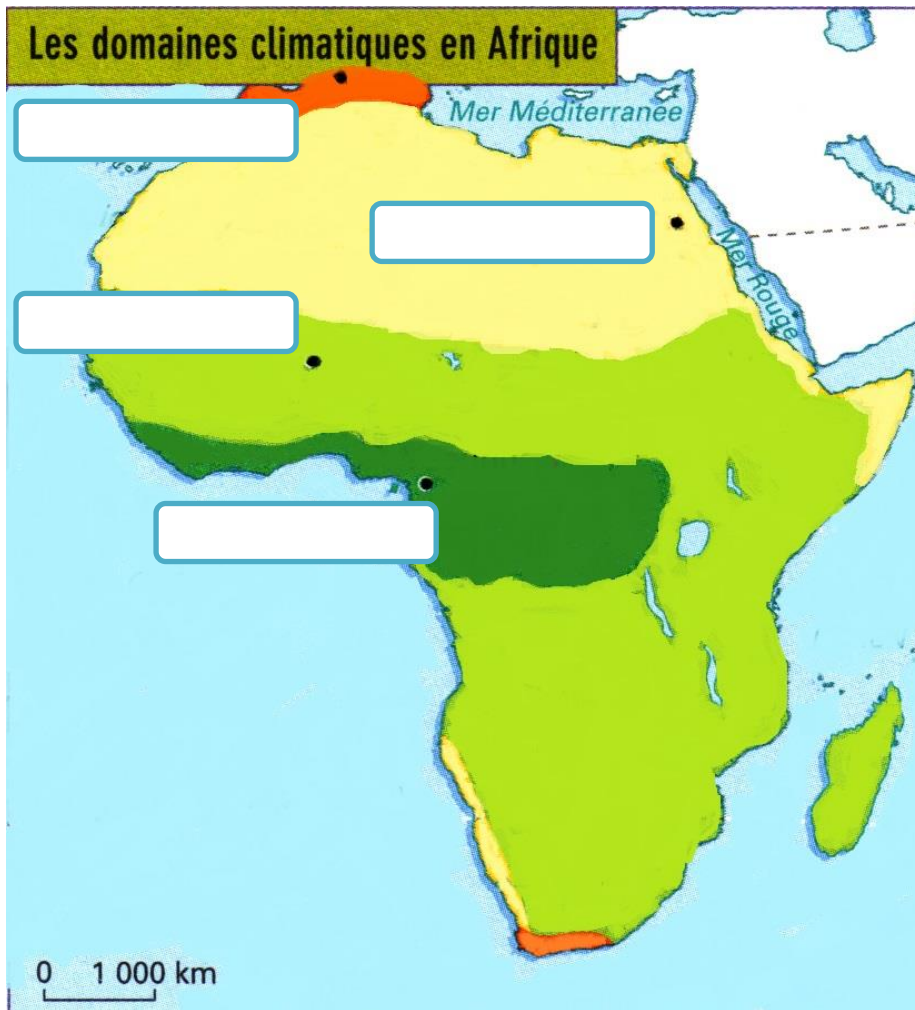 Les domaines climatiques en Afrique
Mer Méditerranée
Mer Rouge
0 1 000 km